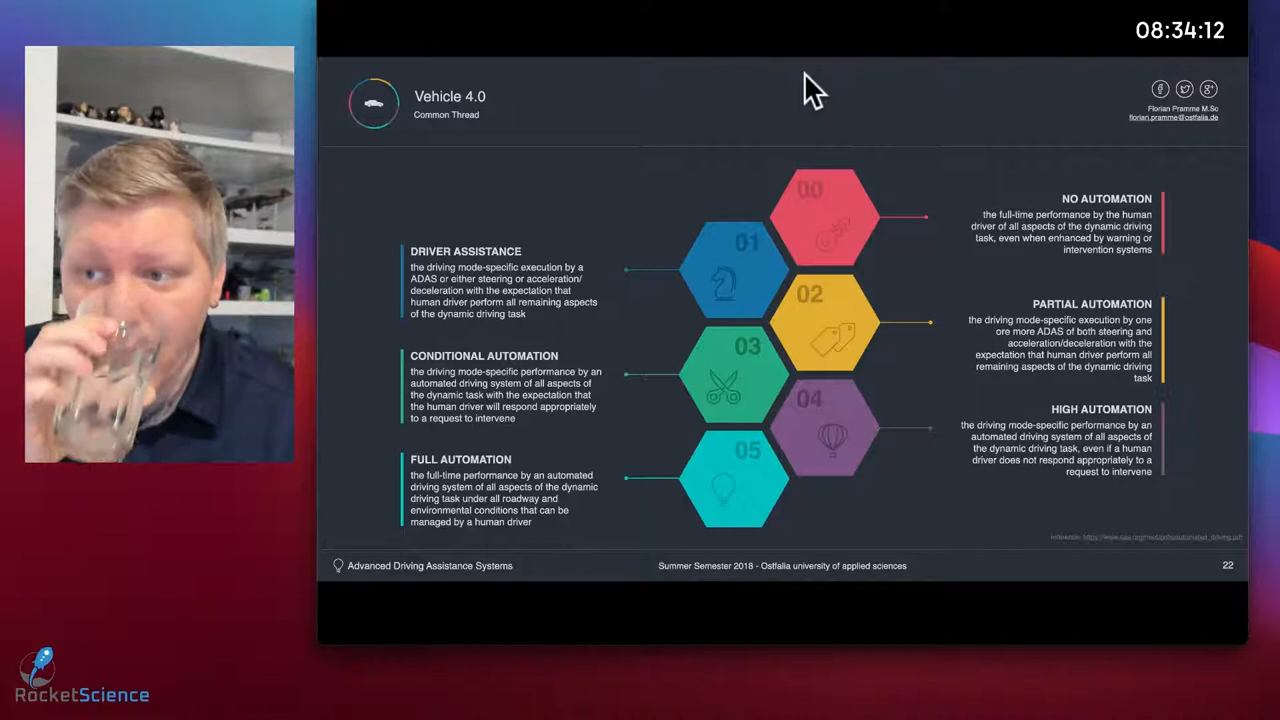 08:34:12
Vehicle 4.0
Common Thread
Florian Pramme M.Sc
florian.pramme@ostfalia.de
00
NO AUTOMATION
the full-time performance by the human
driver of all aspects of the dynamic driving
task, even when enhanced by warning or
intervention systems
01
DRIVER ASSISTANCE
the driving mode-specific execution by a
ADAS or either steering or acceleration/
deceleration with the expectation that
human driver perform all remaining aspects
of the dynamic driving task
02
PARTIAL AUTOMATION
the driving mode-specific execution by one
ore more ADAS of both steering and
acceleration/deceleration with the
expectation that human driver perform all
remaining aspects of the dynamic driving
task
03
CONDITIONAL AUTOMATION
the driving mode-specific performance by an
automated driving system of all aspects of
the dynamic task with the expectation that
the human driver will respond appropriately
to a request to intervene
04
HIGH AUTOMATION
the driving mode-specific performance by an
automated driving system of all aspects of
the dynamic driving task, even if a human
driver does not respond appropriately to a
request to intervene
05
FULL AUTOMATION
the full-time performance by an automated
driving system of all aspects of the dynamic
driving task under all roadway and
environmental conditions that can be
managed by a human driver
Advanced Driving Assistance Systems
Summer Semester 2018 - Ostfalia university of applied sciences
22
RocketScience